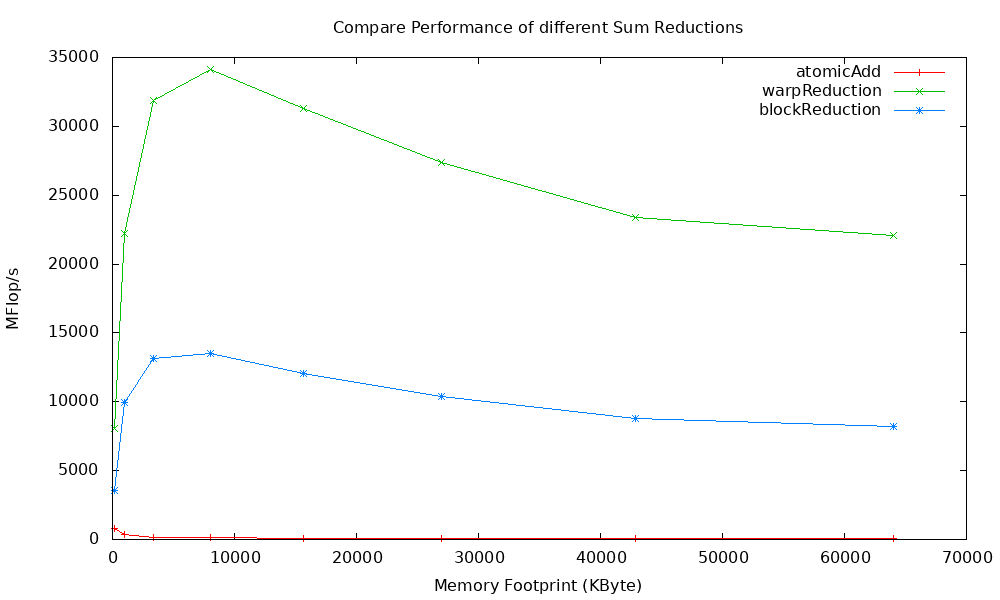 Compare Performance of different Sum Reductions
35000
30000
25000
20000
15000
10000
5000
0
MFlop/s
atomicAdd
warpReduction
blockReduction
0 10000 20000 30000 40000 50000 60000 70000
Memory Footprint (KByte)